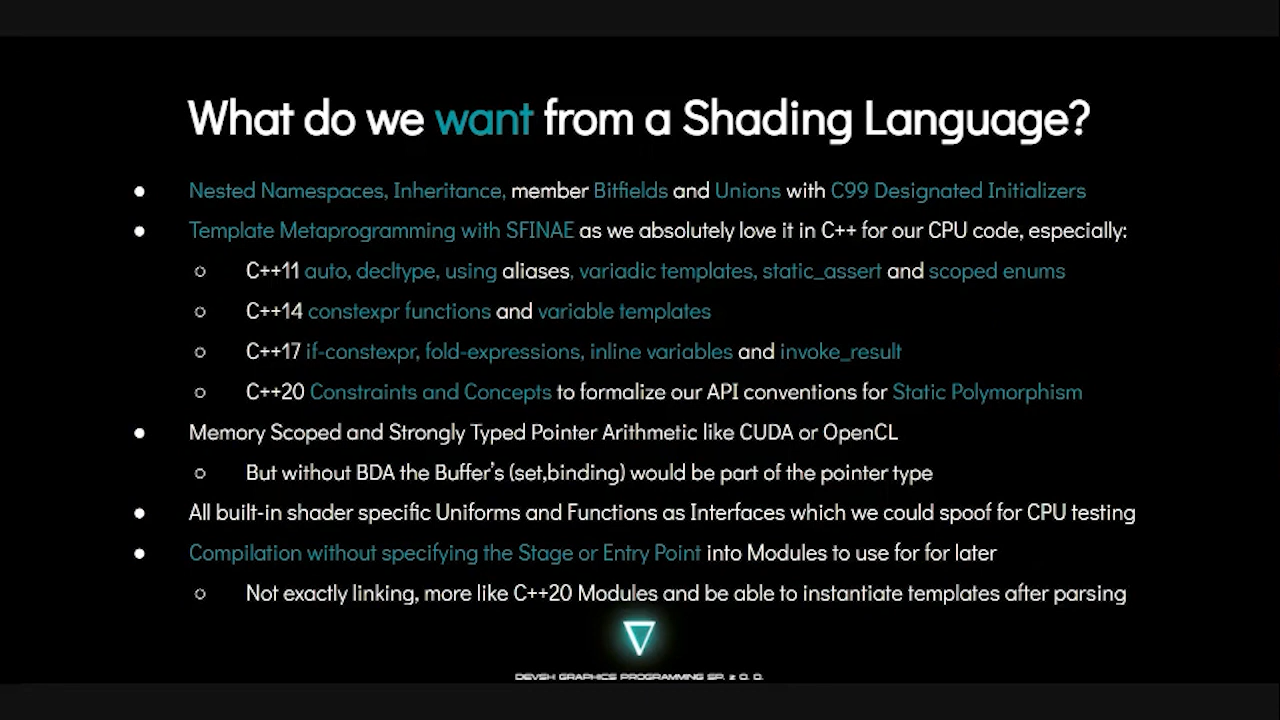 What do we want from a Shading Language?
● Nested Namespaces, Inheritance, member Bitfields and Unions with C99 Designated Initializers
● Template Metaprogramming with SFINAE as we absolutely love it in C++ for our CPU code, especially:
○ C++11 auto, decltype, using aliases, variadic templates, static_assert and scoped enums
○ C++14 constexpr functions and variable templates
○ C++17 if-constexpr, fold-expressions, inline variables and invoke_result
○ C++20 Constraints and Concepts to formalize our API conventions for Static Polymorphism
● Memory Scoped and Strongly Typed Pointer Arithmetic like CUDA or OpenCL
○ But without BDA the Buffer's (set,binding) would be part of the pointer type
● All built-in shader specific Uniforms and Functions as Interfaces which we could spoof for CPU testing
● Compilation without specifying the Stage or Entry Point into Modules to use for for later
○ Not exactly linking, more like C++20 Modules and be able to instantiate templates after parsing
DEVSH GRAPHICS PROGRAMMING SP. z O. O.